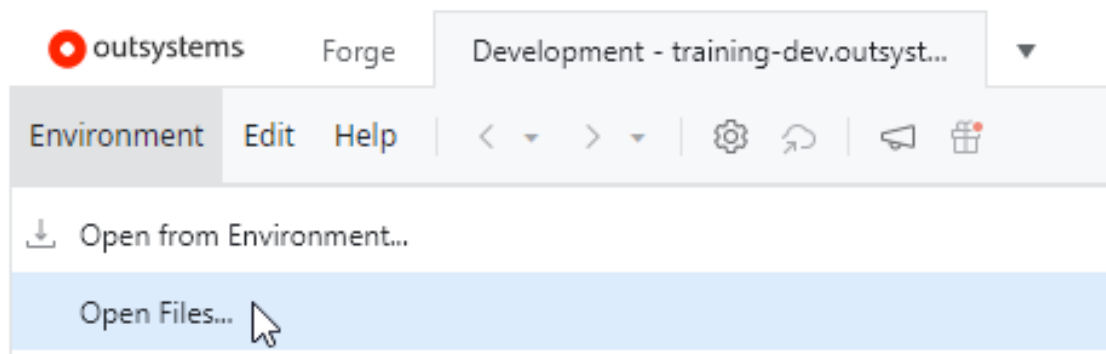 outsystems Forge Development - training-dev.outsyst...
Environment Edit Help
Open from Environment...
Open Files...